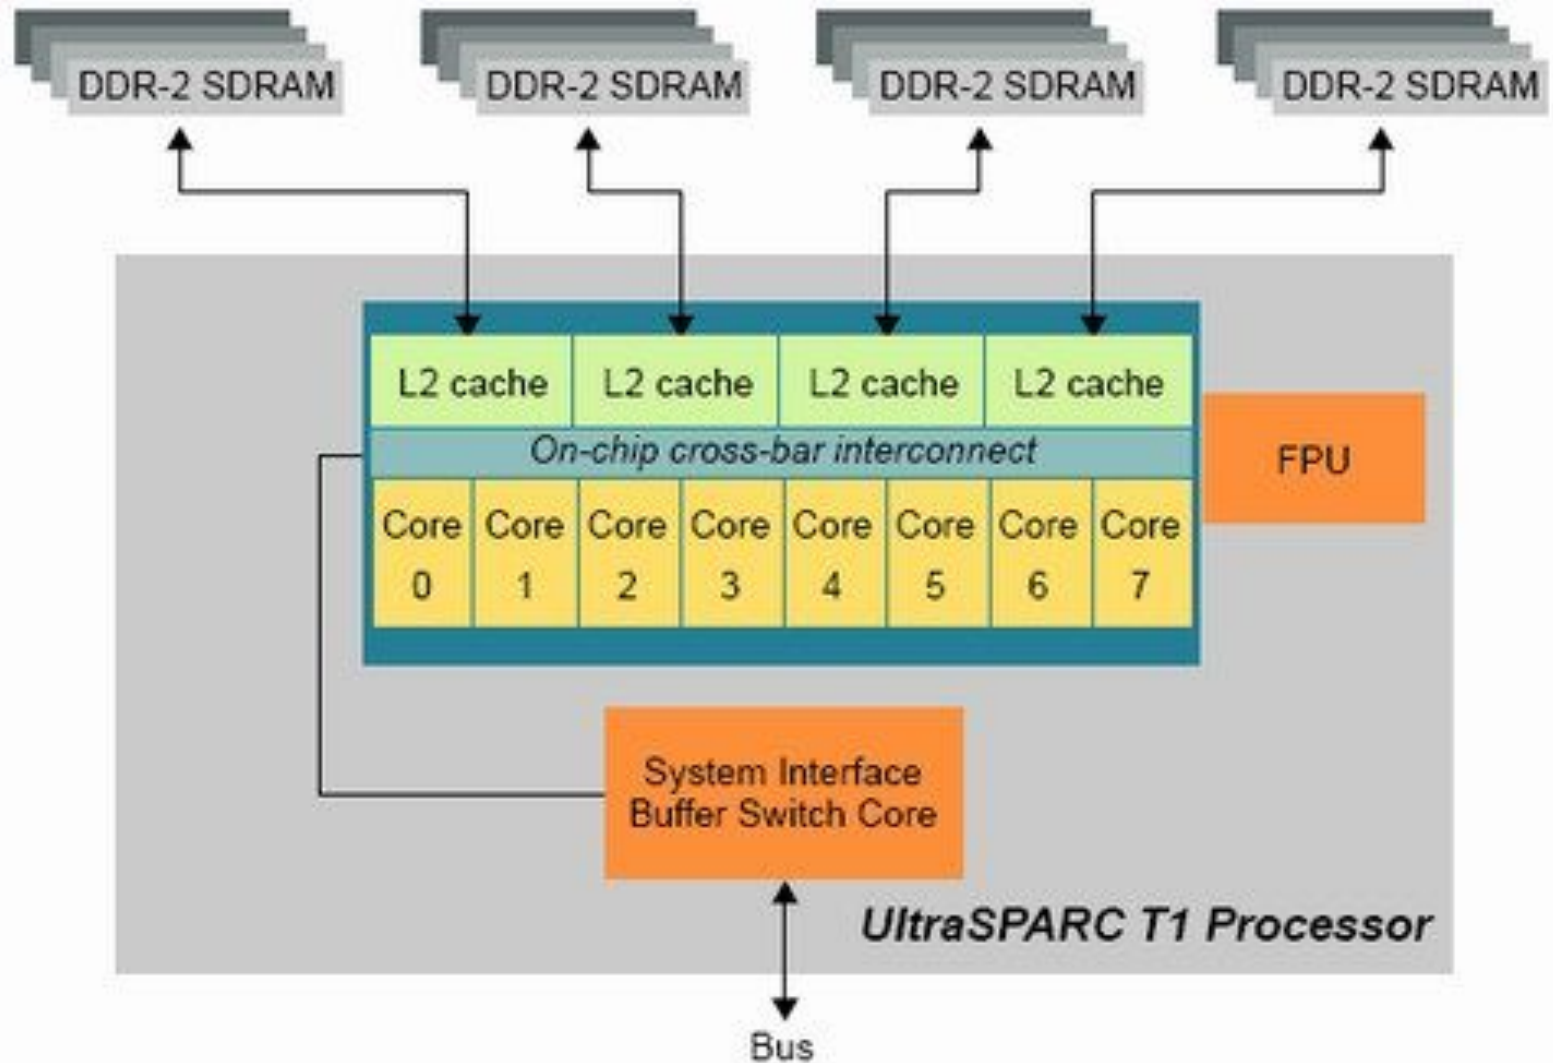 DDR-2 SDRAM
DDR-2 SDRAM
DDR-2 SDRAM
DDR-2 SDRAM
L2 cache
L2 cache
L2 cache
L2 cache
On-chip cross-bar interconnect
FPU
Core
0
Core
1
Core
2
Core
3
Core
4
Core
5
Core
6
Core
7
System Interface
Buffer Switch Core
UltraSPARC T1 Processor
Bus